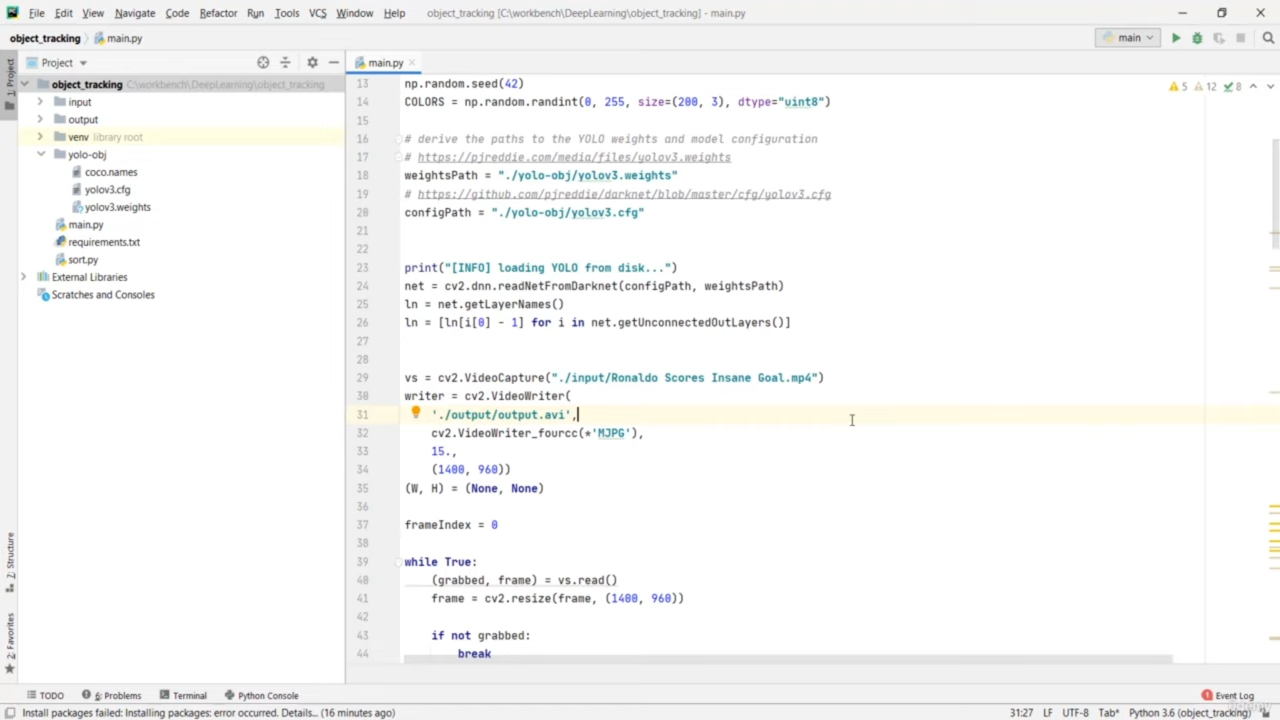 File Edit View Navigate Code Refactor Run Tools VCS Window Help object_tracking [C:\workbench\DeepLearning\object_tracking] - main.py
object_tracking main.py main
Project main.py
1: Project
object_tracking C:\workbench\DeepLearning\object_tracking
input
output
venv library root
yolo-obj
coco.names
yolov3.cfg
yolov3.weights
main.py
requirements.txt
sort.py
External Libraries
Scratches and Consoles
5 12 8
13 np.random.seed(42)
14 COLORS = np.random.randint(0, 255, size=(200, 3), dtype="uint8")
15
16 # derive the paths to the YOLO weights and model configuration
17 # https://pjreddie.com/media/files/yolov3.weights
18 weightsPath = "./yolo-obj/yolov3.weights"
19 # https://github.com/pjreddie/darknet/blob/master/cfg/yolov3.cfg
20 configPath = "./yolo-obj/yolov3.cfg"
21
22
23 print("[INFO] loading YOLO from disk...")
24 net = cv2.dnn.readNetFromDarknet(configPath, weightsPath)
25 ln = net.getLayerNames()
26 ln = [ln[i[0] - 1] for i in net.getUnconnectedOutLayers()]
27
28
29 vs = cv2.VideoCapture("./input/Ronaldo Scores Insane Goal.mp4")
30 writer = cv2.VideoWriter(
31 './output/output.avi',
32 cv2.VideoWriter_fourcc(*'MJPG'),
33 15.,
34 (1400, 960))
35 (W, H) = (None, None)
36
37 frameIndex = 0
38
39 while True:
40 (grabbed, frame) = vs.read()
41 frame = cv2.resize(frame, (1400, 960))
42
43 if not grabbed:
44 break
7: Structure
2: Favorites
TODO 6: Problems Terminal Python Console 1 Event Log
Install packages failed: Installing packages: error occurred. Details... (16 minutes ago) 31:27 LF UTF-8 Tab* Python 3.6 (object_tracking)